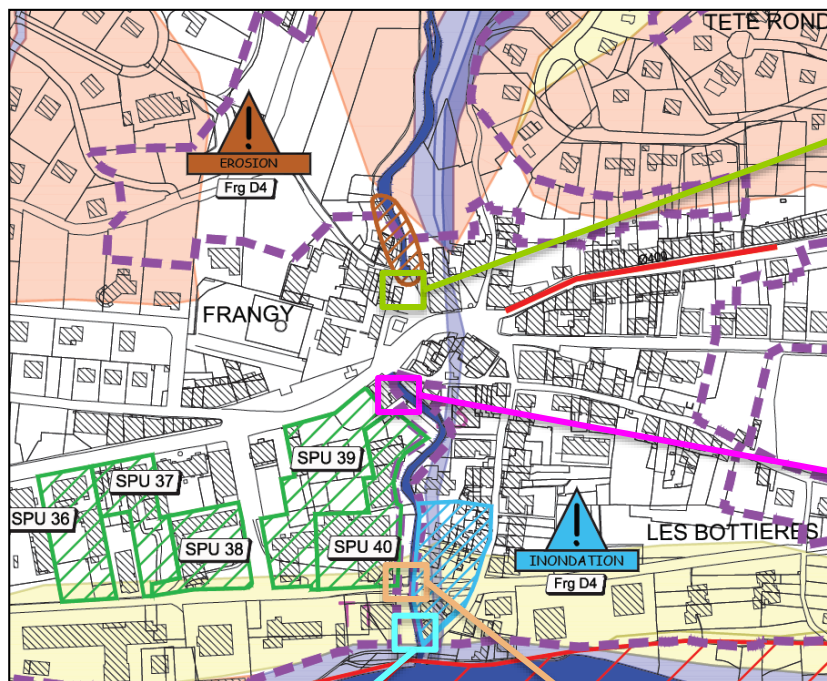 TETE ROND
!
EROSION
Frg D4
Ø400
FRANGY
SPU 39
SPU 37
SPU 36
SPU 38
SPU 40
!
INONDATION
Frg D4
LES BOTTIERES